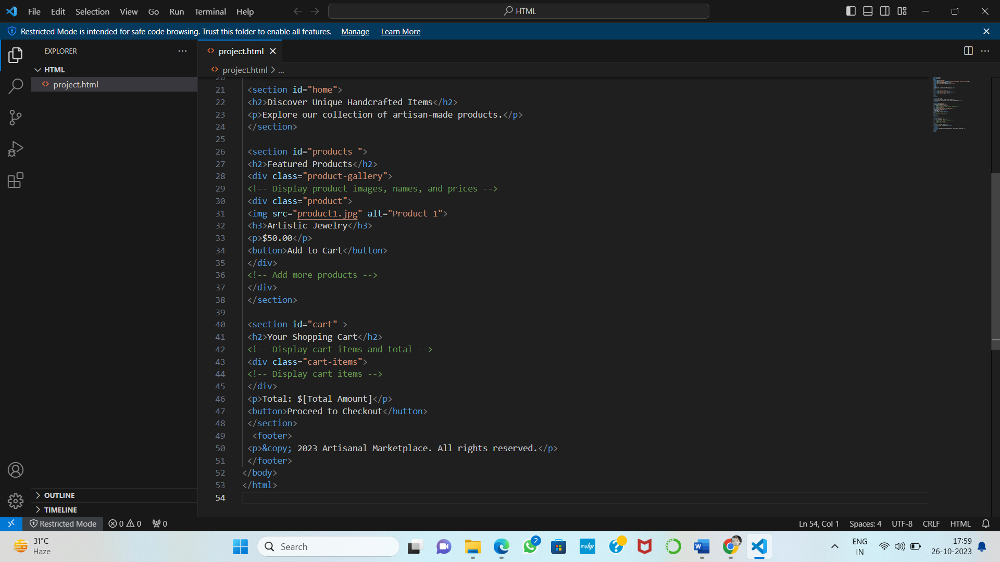 File Edit Selection View Go Run Terminal Help
HTML
Restricted Mode is intended for safe code browsing. Trust this folder to enable all features. Manage Learn More
EXPLORER
HTML
project.html
OUTLINE
TIMELINE
project.html
project.html > ...
20
21 <section id="home">
22 <h2>Discover Unique Handcrafted Items</h2>
23 <p>Explore our collection of artisan-made products.</p>
24 </section>
25
26 <section id="products ">
27 <h2>Featured Products</h2>
28 <div class="product-gallery">
29 <!-- Display product images, names, and prices -->
30 <div class="product">
31 <img src="product1.jpg" alt="Product 1">
32 <h3>Artistic Jewelry</h3>
33 <p>$50.00</p>
34 <button>Add to Cart</button>
35 </div>
36 <!-- Add more products -->
37 </div>
38 </section>
39
40 <section id="cart" >
41 <h2>Your Shopping Cart</h2>
42 <!-- Display cart items and total -->
43 <div class="cart-items">
44 <!-- Display cart items -->
45 </div>
46 <p>Total: $[Total Amount]</p>
47 <button>Proceed to Checkout</button>
48 </section>
49 <footer>
50 <p>&copy; 2023 Artisanal Marketplace. All rights reserved.</p>
51 </footer>
52 </body>
53 </html>
54
Restricted Mode 0 0 0 Ln 54, Col 1 Spaces: 4 UTF-8 CRLF HTML
31°C
Haze
Search
2
myhp
ENG
IN
17:59
26-10-2023